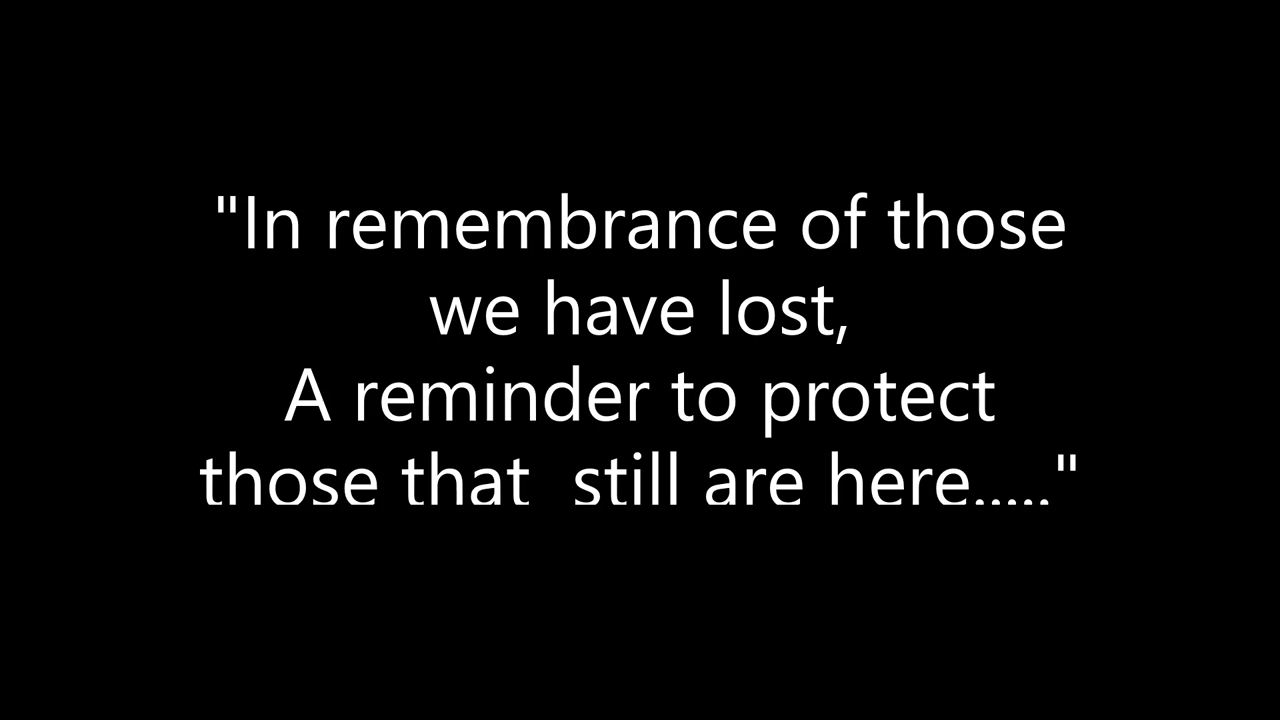 "In remembrance of those
we have lost,
A reminder to protect
those that  still are here....."